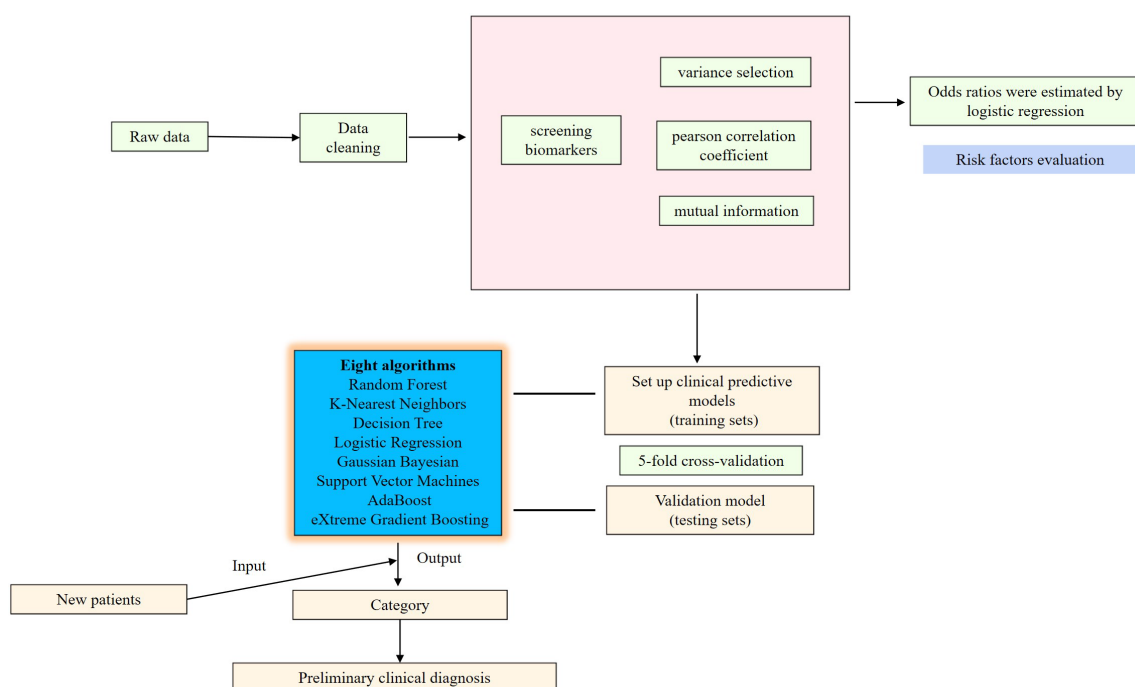 Raw data
Data
cleaning
screening
biomarkers
variance selection
pearson correlation
coefficient
mutual information
Odds ratios were estimated by
logistic regression
Risk factors evaluation
Eight algorithms
Random Forest
K-Nearest Neighbors
Decision Tree
Logistic Regression
Gaussian Bayesian
Support Vector Machines
AdaBoost
eXtreme Gradient Boosting
Set up clinical predictive
models
(training sets)
5-fold cross-validation
Validation model
(testing sets)
Input
Output
New patients
Category
Preliminary clinical diagnosis